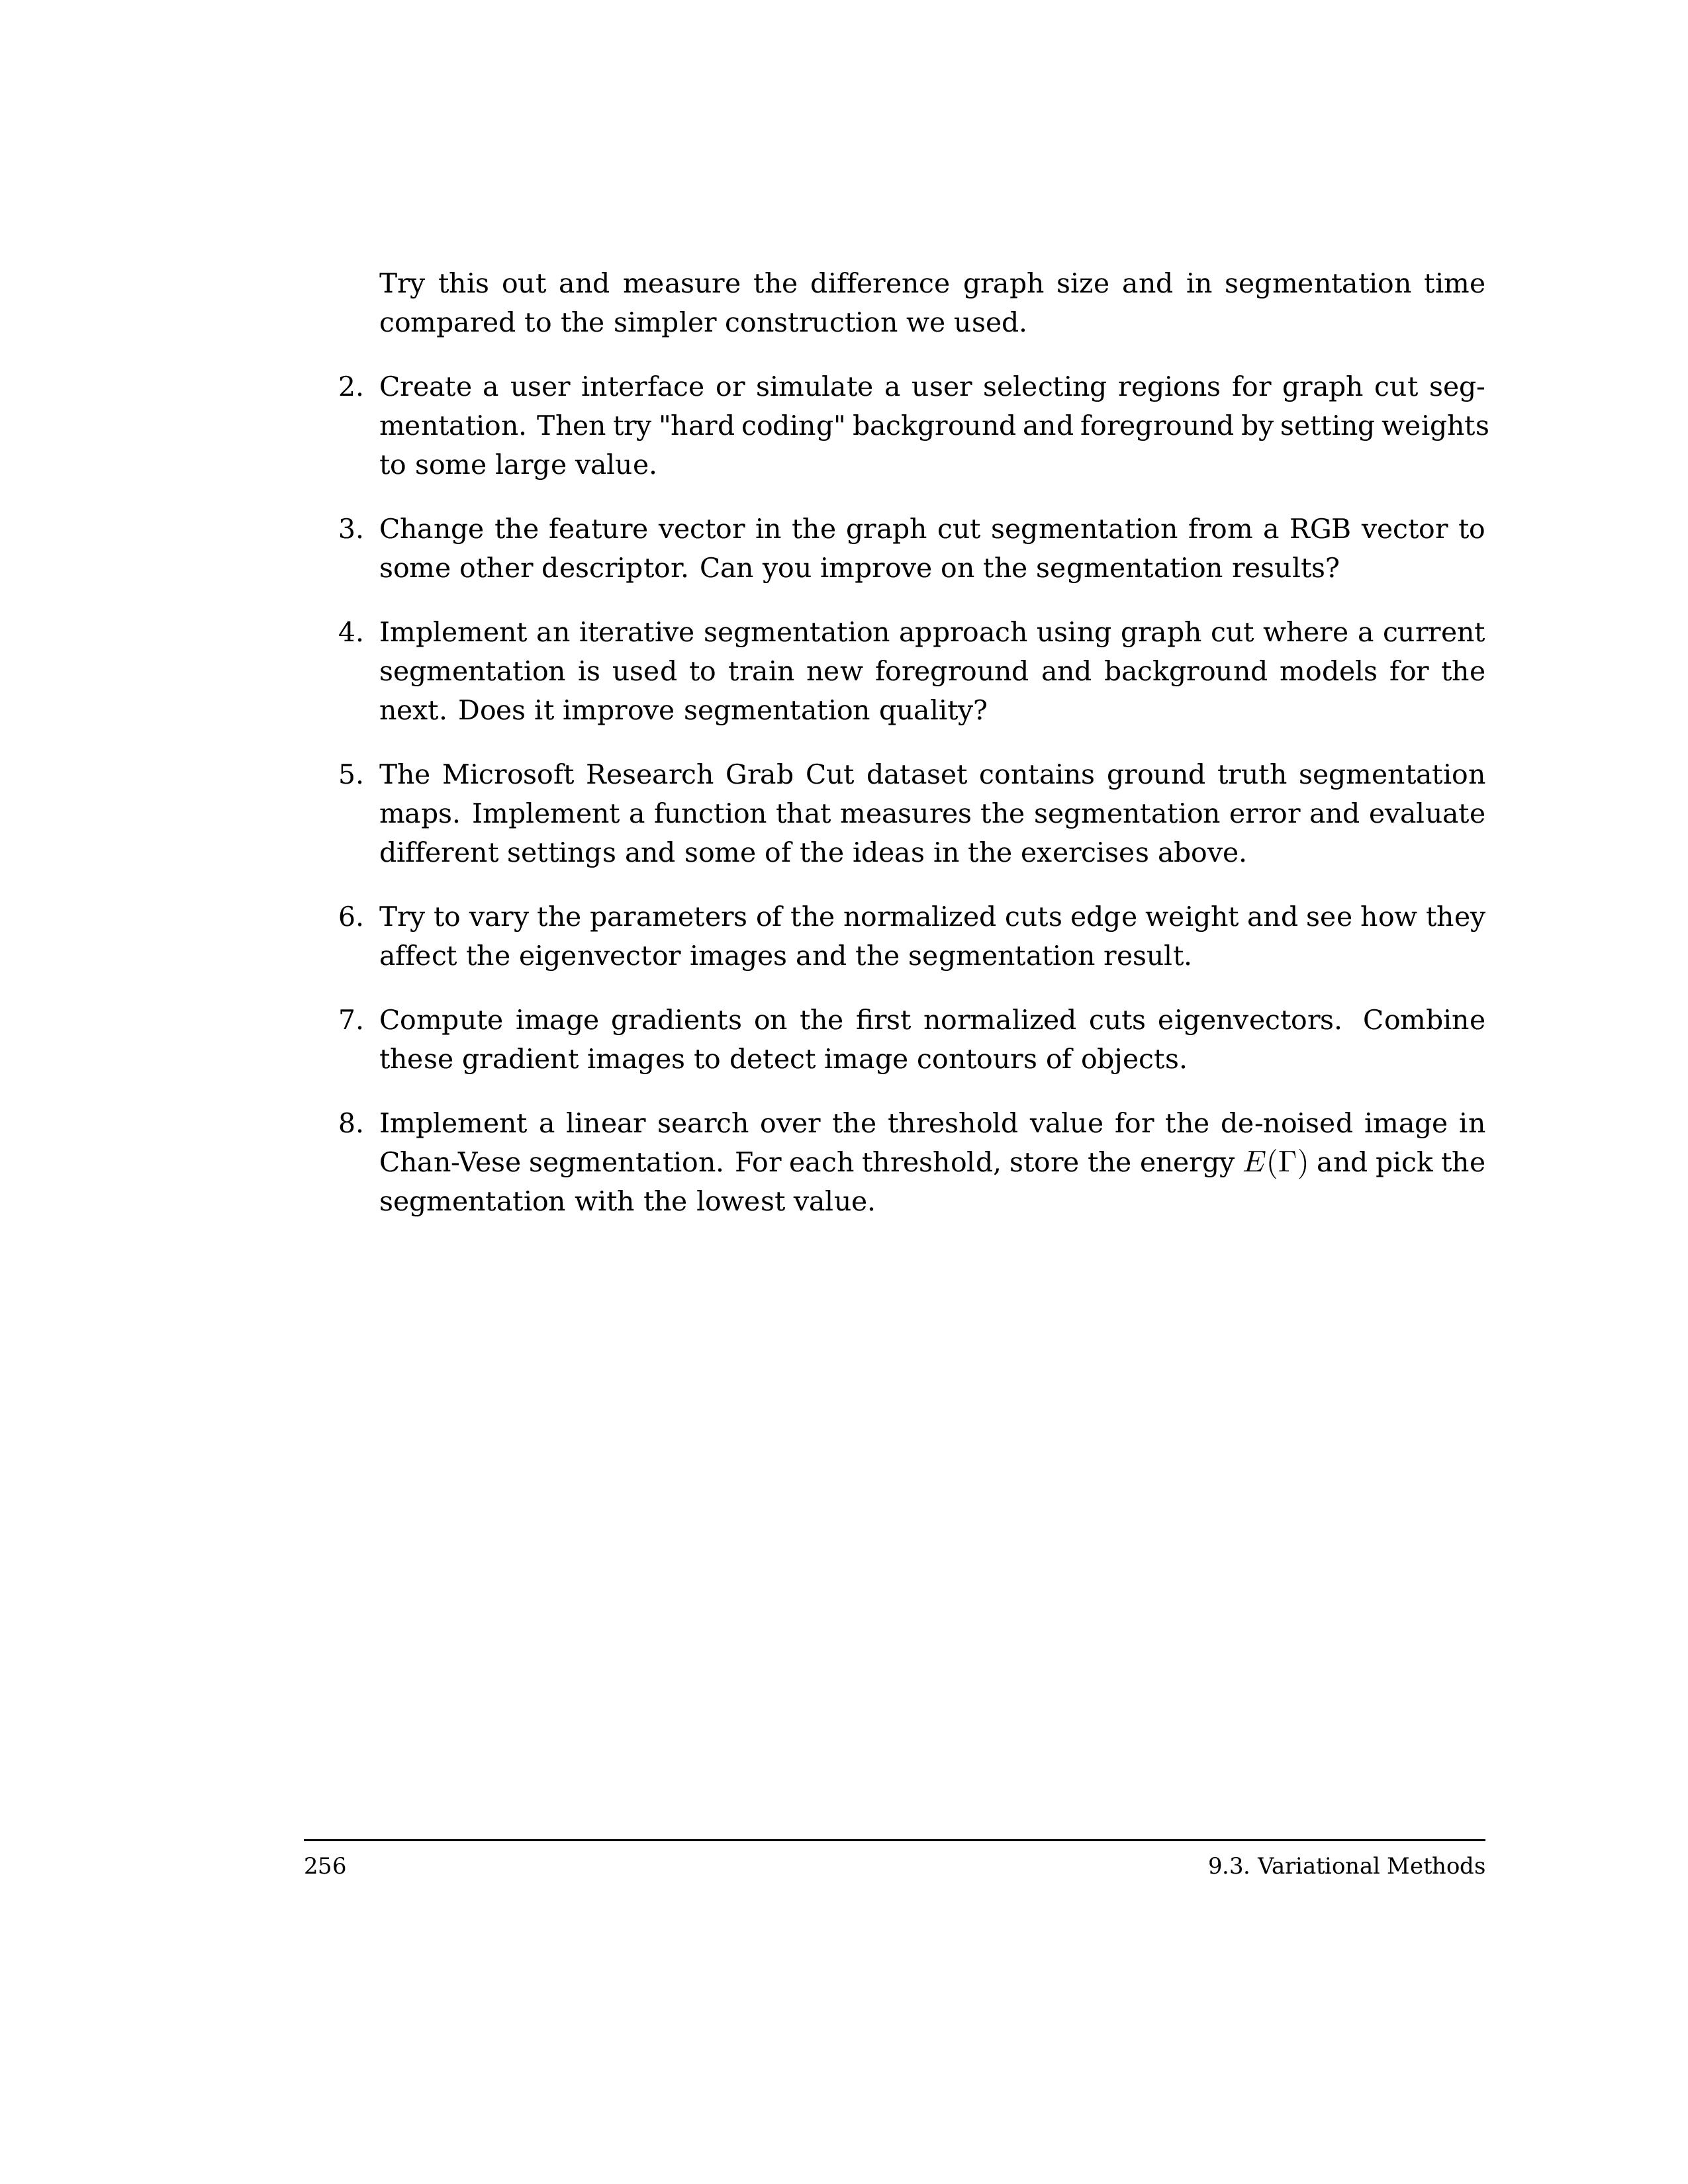 Try this out and measure the difference graph size and in segmentation time
compared to the simpler construction we used.
2. Create a user interface or simulate a user selecting regions for graph cut seg-
mentation. Then try "hard coding" background and foreground by setting weights
to some large value.
3. Change the feature vector in the graph cut segmentation from a RGB vector to
some other descriptor. Can you improve on the segmentation results?
4. Implement an iterative segmentation approach using graph cut where a current
segmentation is used to train new foreground and background models for the
next. Does it improve segmentation quality?
5. The Microsoft Research Grab Cut dataset contains ground truth segmentation
maps. Implement a function that measures the segmentation error and evaluate
different settings and some of the ideas in the exercises above.
6. Try to vary the parameters of the normalized cuts edge weight and see how they
affect the eigenvector images and the segmentation result.
7. Compute image gradients on the first normalized cuts eigenvectors. Combine
these gradient images to detect image contours of objects.
8. Implement a linear search over the threshold value for the de-noised image in
Chan-Vese segmentation. For each threshold, store the energy E(Γ) and pick the
segmentation with the lowest value.
256 9.3. Variational Methods